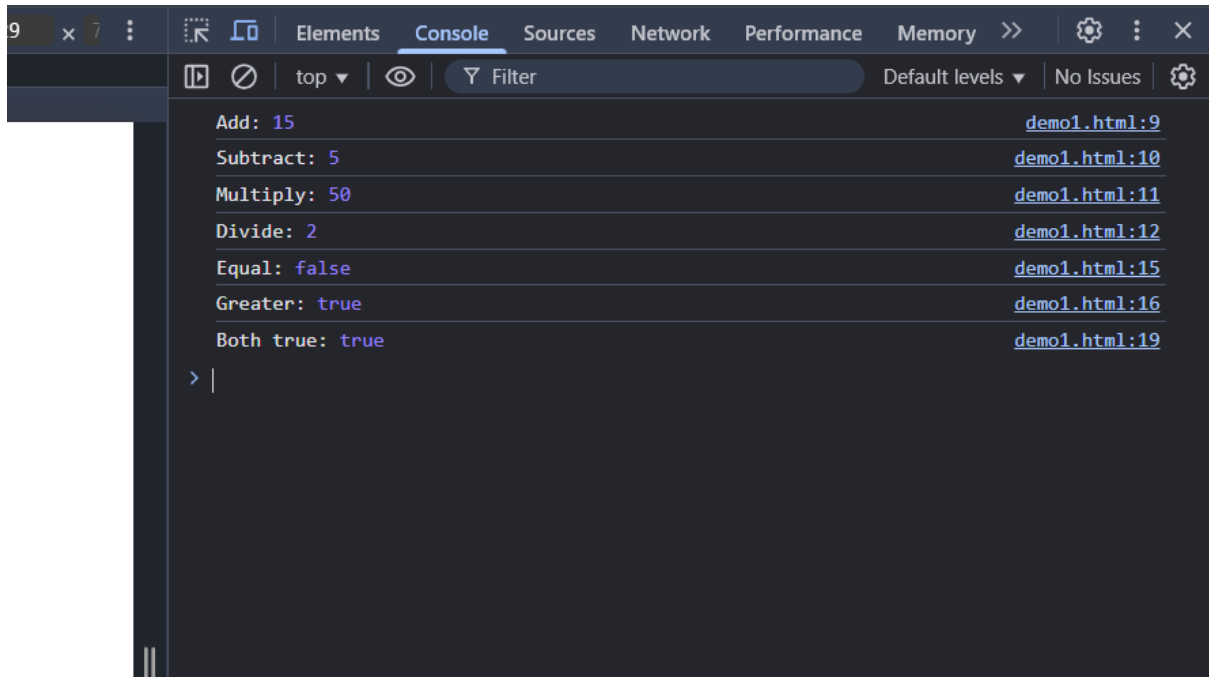 9 × 7
Elements Console Sources Network Performance Memory
top Filter Default levels No Issues
Add: 15 demo1.html:9
Subtract: 5 demo1.html:10
Multiply: 50 demo1.html:11
Divide: 2 demo1.html:12
Equal: false demo1.html:15
Greater: true demo1.html:16
Both true: true demo1.html:19
>